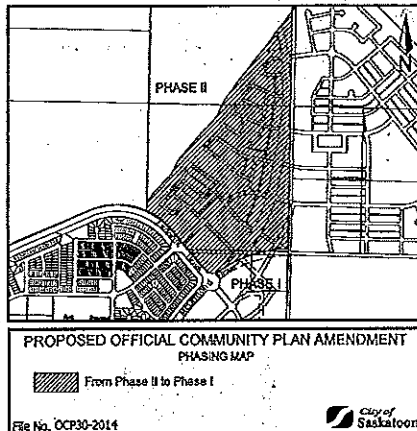 N
PHASE II
PHASE I
PROPOSED OFFICIAL COMMUNITY PLAN AMENDMENT
PHASING MAP
From Phase II to Phase I
File No. OCP30-2014
City of
Saskatoon